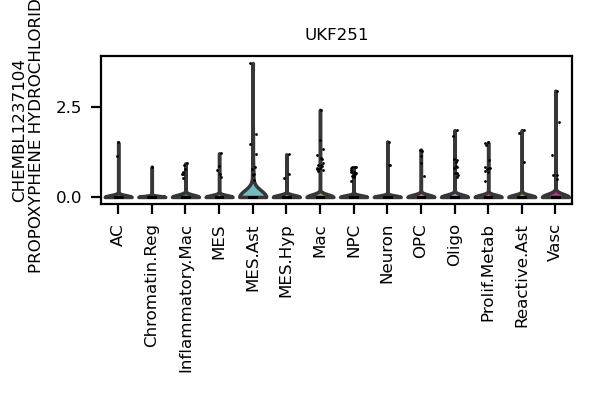 UKF251
CHEMBL1237104
PROPOXYPHENE HYDROCHLORID
2.5
0.0
AC
Chromatin.Reg
Inflammatory.Mac
MES
MES.Ast
MES.Hyp
Mac
NPC
Neuron
OPC
Oligo
Prolif.Metab
Reactive.Ast
Vasc